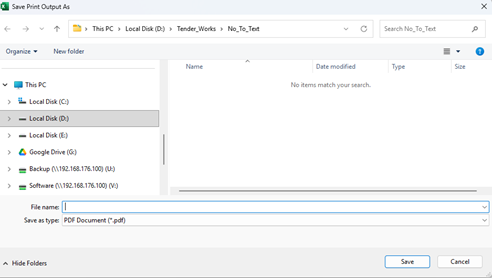 Save Print Output As
This PC > Local Disk (D:) > Tender_Works > No_To_Text
Search No_To_Text
Organize
New folder
Name
Date modified
Type
Size
No items match your search.
This PC
Local Disk (C:)
Local Disk (D:)
Local Disk (E:)
Google Drive (G:)
Backup (\\192.168.176.100) (U:)
Software (\\192.168.176.100) (V:)
File name:
Save as type: PDF Document (*.pdf)
Hide Folders
Save
Cancel